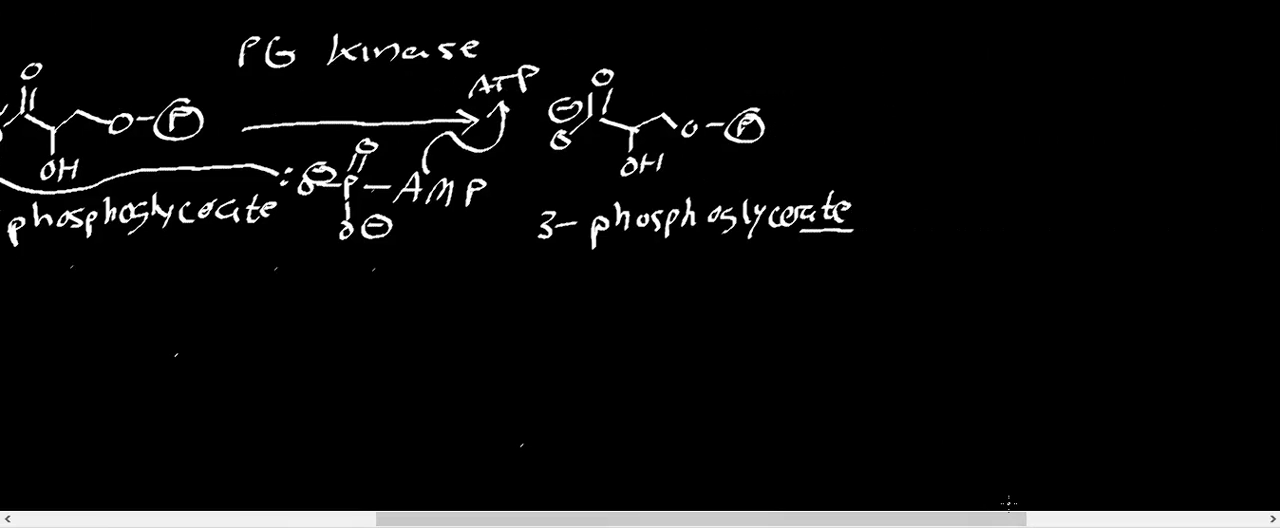 PG kinase
ATP
O
O
O–P
O–P
⊖
O
OH
OH
O
:⊖O–P–AMP
O⊖
phosphoglycerate
3-phosphoglycerate